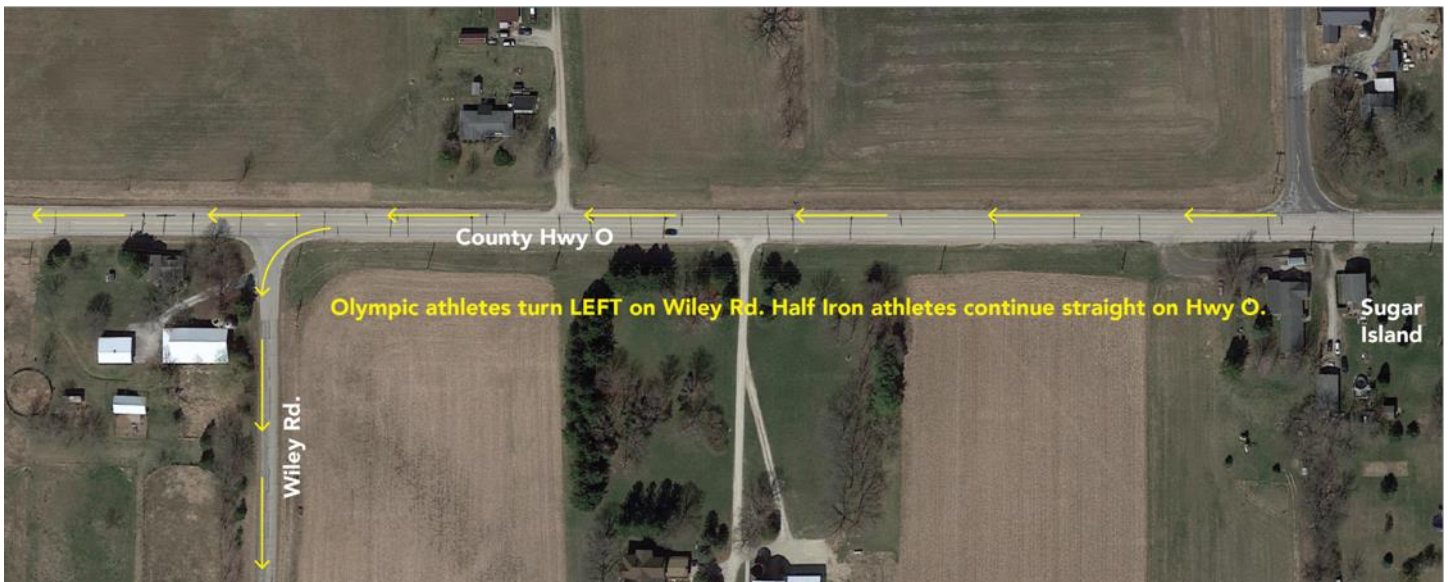 County Hwy O
Olympic athletes turn LEFT on Wiley Rd. Half Iron athletes continue straight on Hwy O.
Sugar
Island
Wiley Rd.